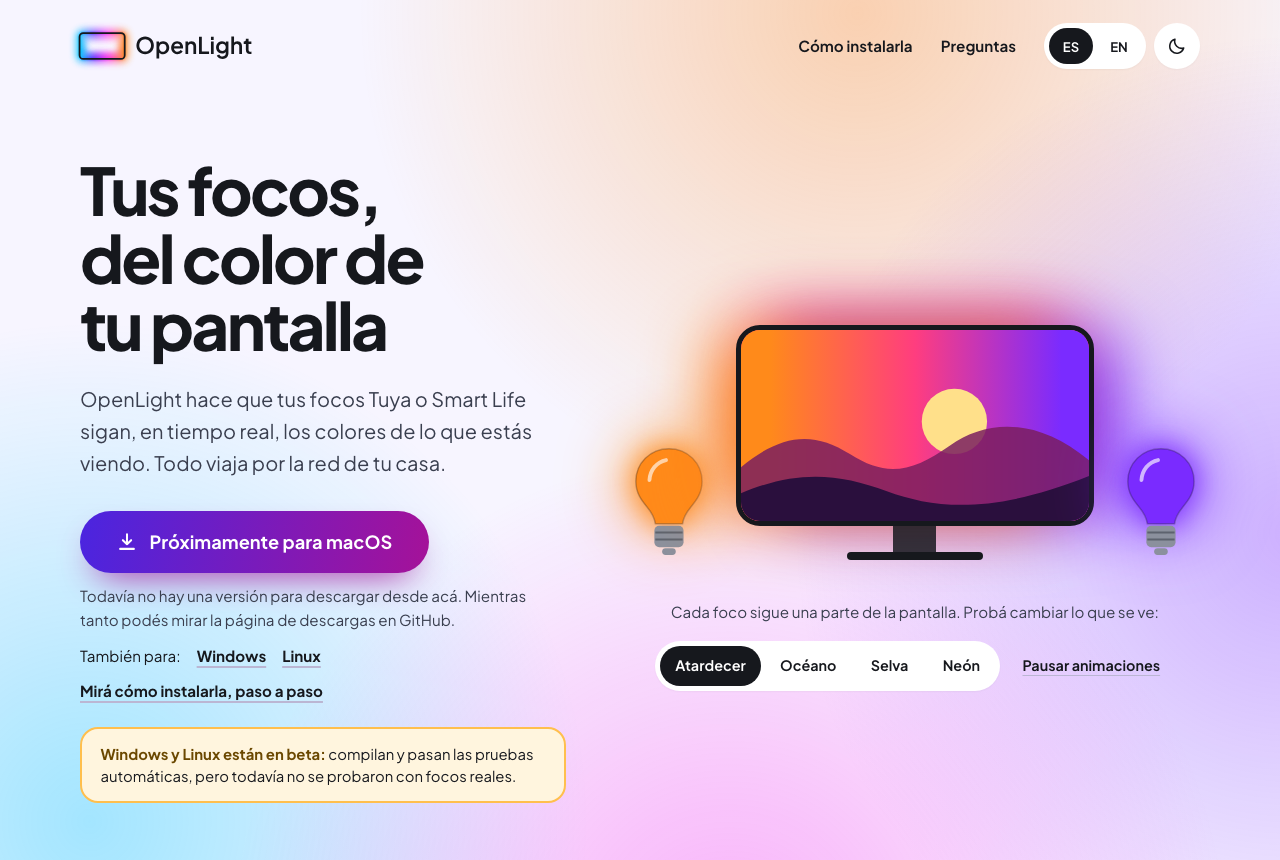 OpenLight
Cómo instalarla
Preguntas
ES
EN
Tus focos,
del color de
tu pantalla
OpenLight hace que tus focos Tuya o Smart Life
sigan, en tiempo real, los colores de lo que estás
viendo. Todo viaja por la red de tu casa.
Próximamente para macOS
Todavía no hay una versión para descargar desde acá. Mientras
tanto podés mirar la página de descargas en GitHub.
También para: Windows Linux
Mirá cómo instalarla, paso a paso
Windows y Linux están en beta: compilan y pasan las pruebas
automáticas, pero todavía no se probaron con focos reales.
Cada foco sigue una parte de la pantalla. Probá cambiar lo que se ve:
Atardecer
Océano
Selva
Neón
Pausar animaciones